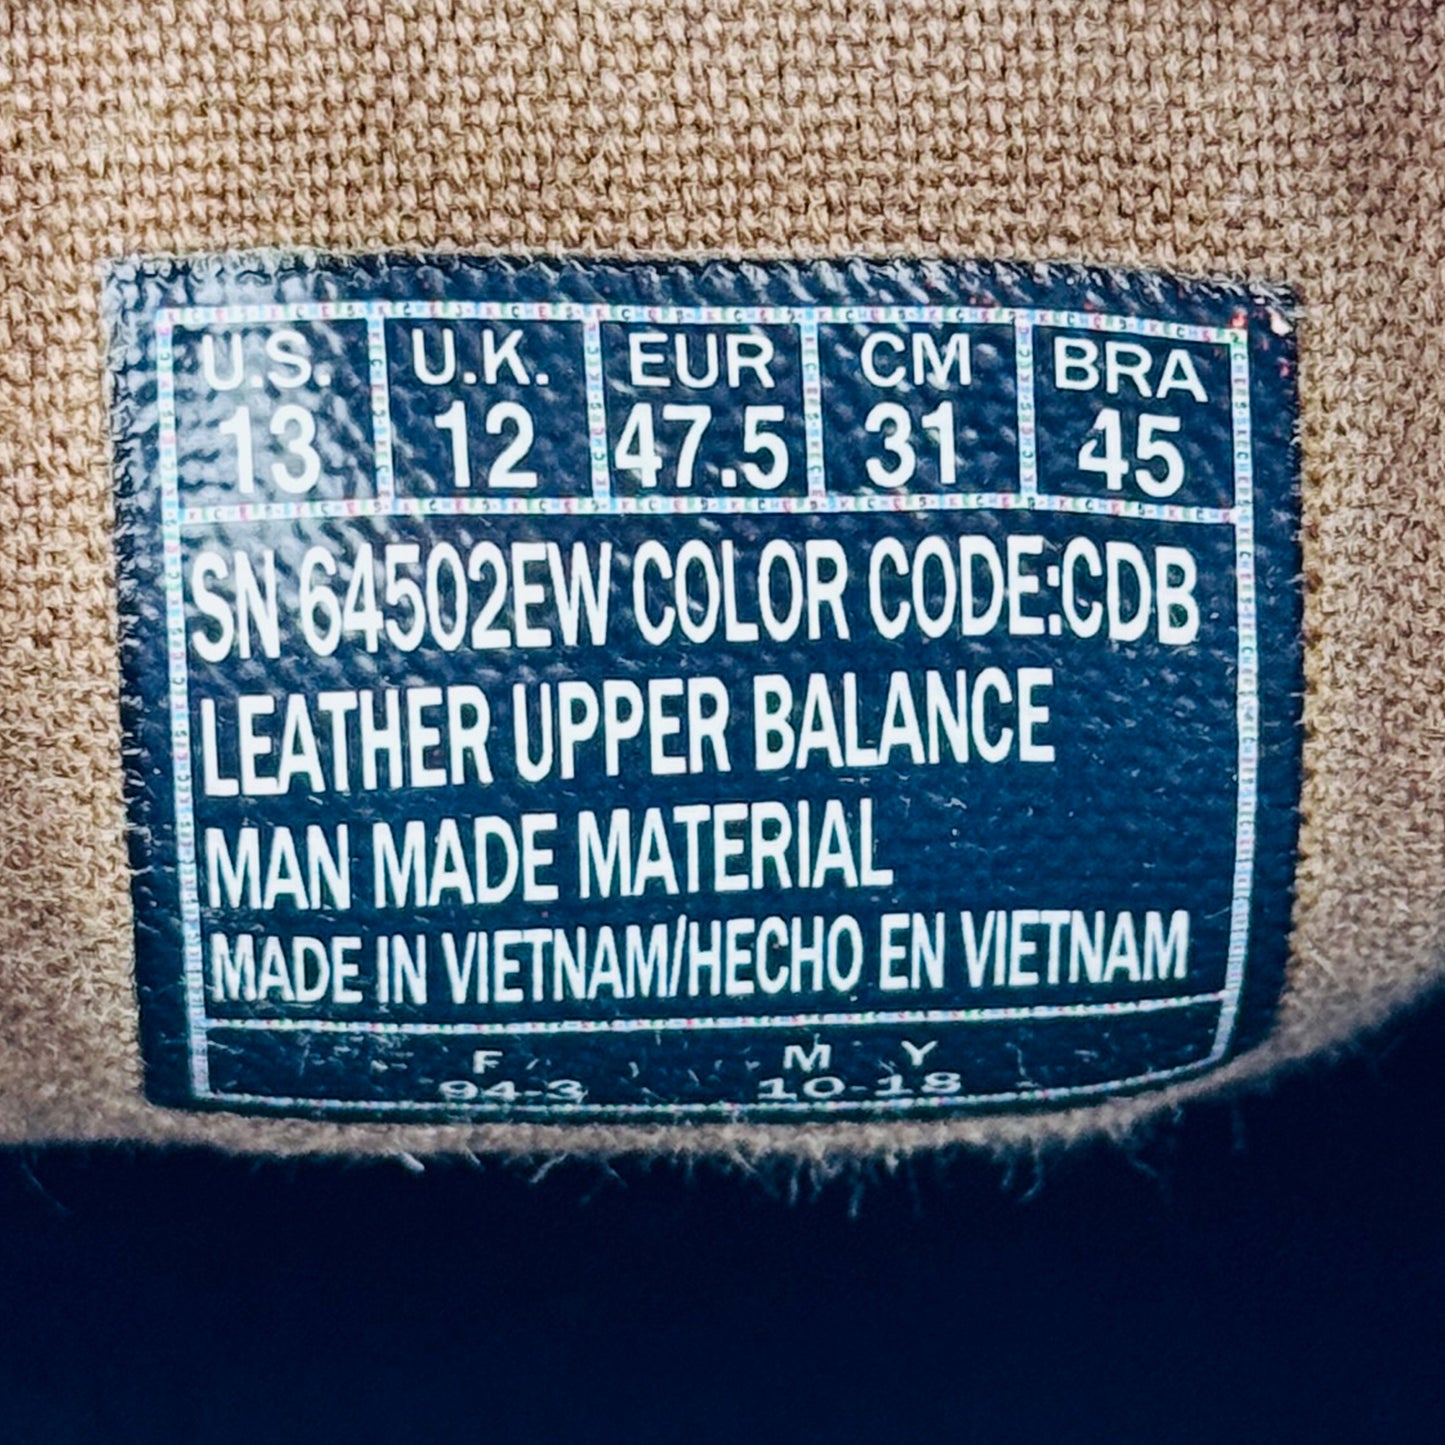 U.S. U.K. EUR CM BRA
13 12 47.5 31 45
SN 64502EW COLOR CODE:CDB
LEATHER UPPER BALANCE
MAN MADE MATERIAL
MADE IN VIETNAM/HECHO EN VIETNAM
F M Y
94-3 10-18